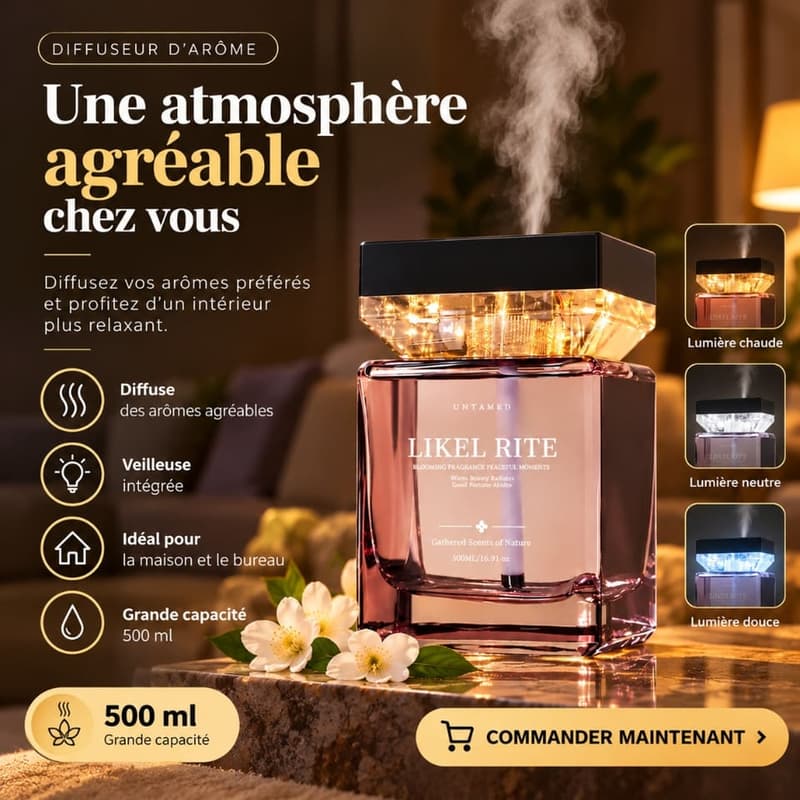 DIFFUSEUR D'ARÔME
Une atmosphère
agréable
chez vous
Diffusez vos arômes préférés
et profitez d'un intérieur
plus relaxant.
Diffuse
des arômes agréables
Veilleuse
intégrée
Idéal pour
la maison et le bureau
Grande capacité
500 ml
500 ml
Grande capacité
UNTAMED
LIKEL RITE
BLOOMING FRAGRANCE PEACEFUL MOMENTS
Gathered Scents of Nature
500ML/16.91 oz
Lumière chaude
Lumière neutre
Lumière douce
COMMANDER MAINTENANT